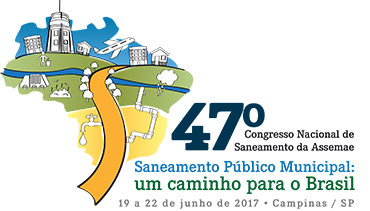 47º
Congresso Nacional de
Saneamento da Assemae
Saneamento Público Municipal:
um caminho para o Brasil
19 a 22 de junho de 2017 • Campinas / SP